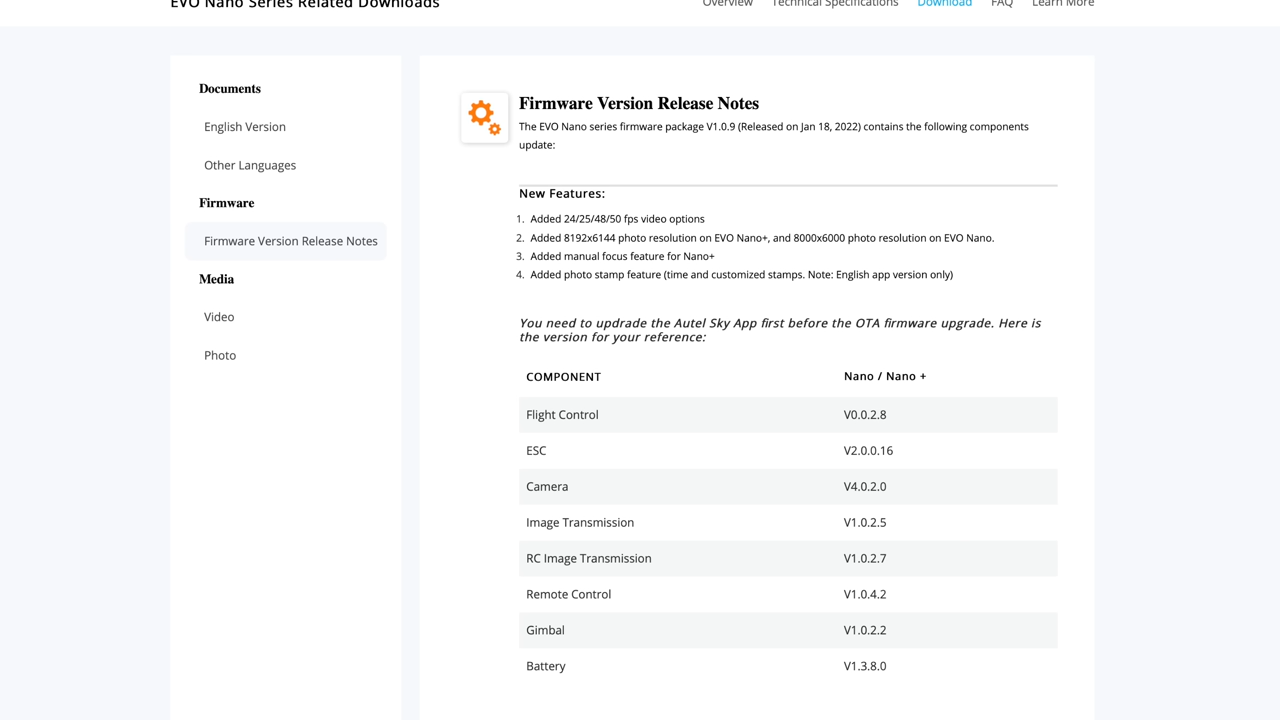 EVO Nano Series Related Downloads
Overview Technical Specifications Download FAQ Learn More
Documents
English Version
Other Languages
Firmware
Firmware Version Release Notes
Media
Video
Photo
Firmware Version Release Notes
The EVO Nano series firmware package V1.0.9 (Released on Jan 18, 2022) contains the following components
update:
New Features:
1. Added 24/25/48/50 fps video options
2. Added 8192x6144 photo resolution on EVO Nano+, and 8000x6000 photo resolution on EVO Nano.
3. Added manual focus feature for Nano+
4. Added photo stamp feature (time and customized stamps. Note: English app version only)
You need to updrade the Autel Sky App first before the OTA firmware upgrade. Here is
the version for your reference:
COMPONENT Nano / Nano +
Flight Control V0.0.2.8
ESC V2.0.0.16
Camera V4.0.2.0
Image Transmission V1.0.2.5
RC Image Transmission V1.0.2.7
Remote Control V1.0.4.2
Gimbal V1.0.2.2
Battery V1.3.8.0